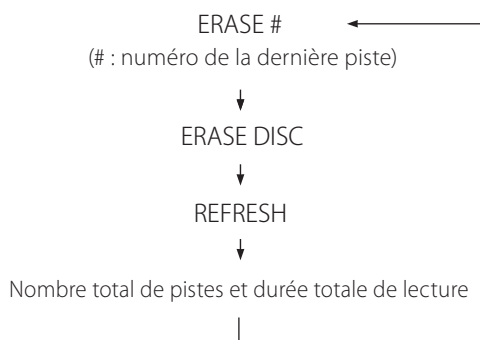 ERASE #
(# : numéro de la dernière piste)
ERASE DISC
REFRESH
Nombre total de pistes et durée totale de lecture